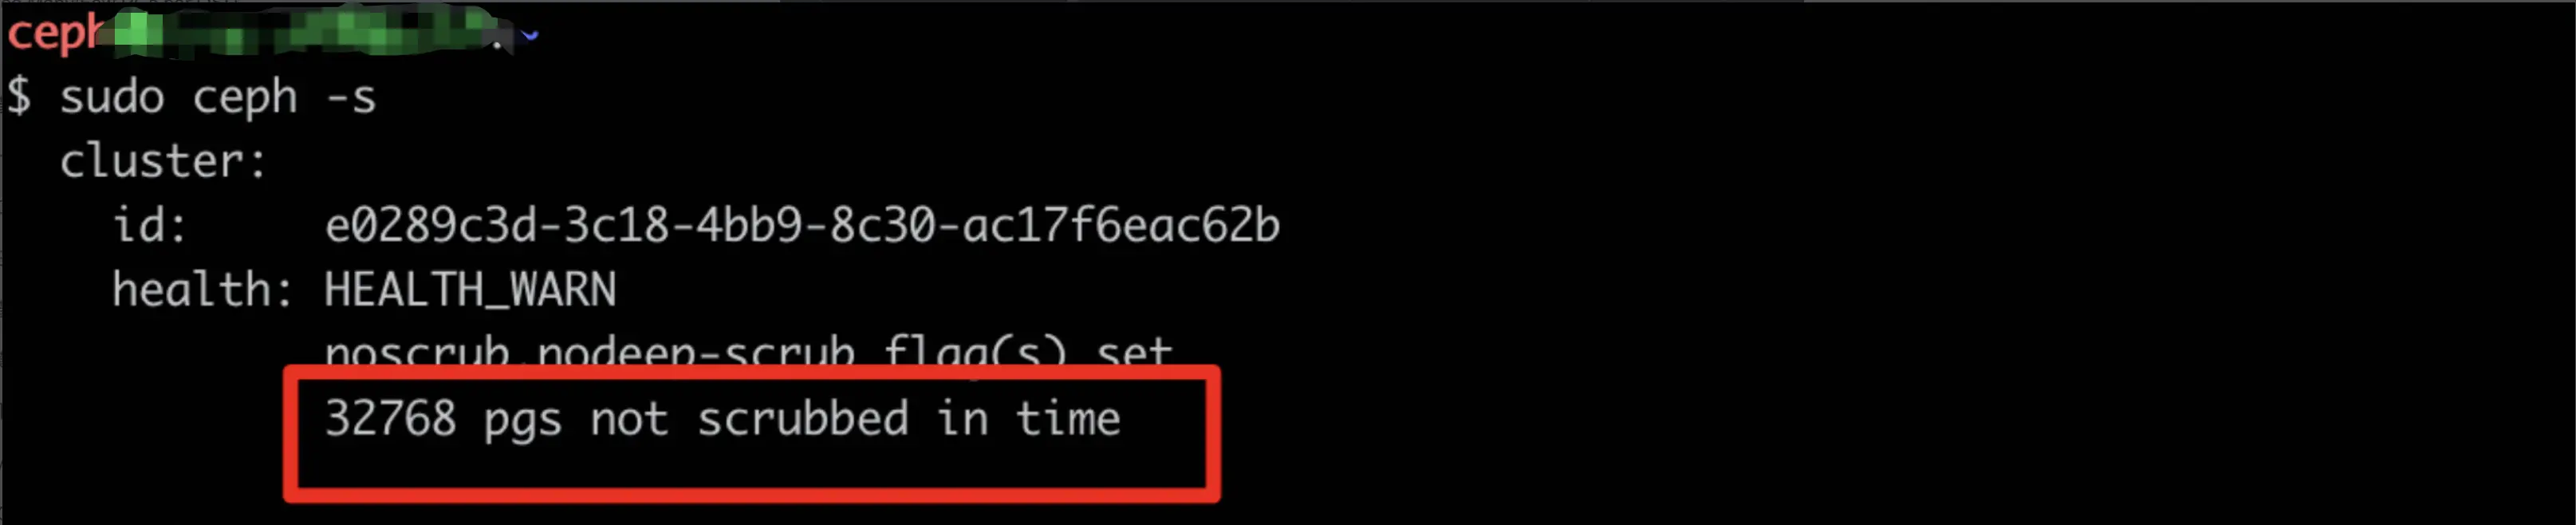 ceph
$ sudo ceph -s
cluster:
id: e0289c3d-3c18-4bb9-8c30-ac17f6eac62b
health: HEALTH_WARN
noscrub,nodeep-scrub flag(s) set
32768 pgs not scrubbed in time